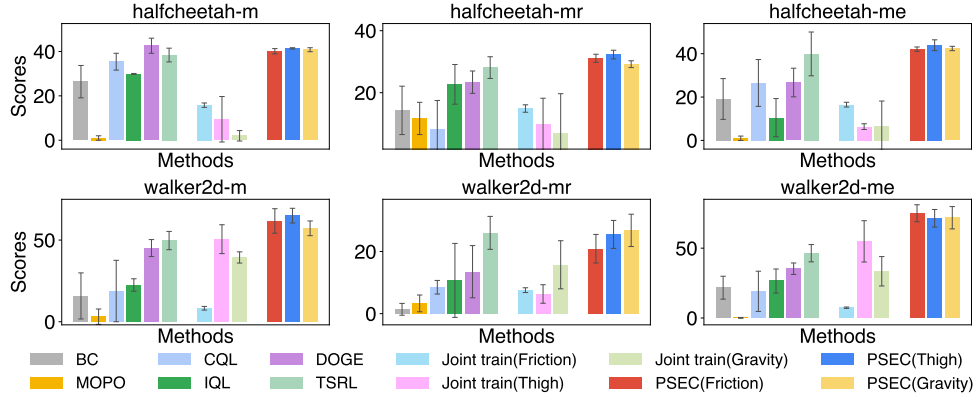 halfcheetah-m halfcheetah-mr halfcheetah-me
Scores
40
20
0
Methods
40
20
Methods
40
20
0
Methods
walker2d-m walker2d-mr walker2d-me
Scores
50
0
Methods
20
0
Methods
50
0
Methods
BC CQL DOGE Joint train(Friction) Joint train(Gravity) PSEC(Thigh)
MOPO IQL TSRL Joint train(Thigh) PSEC(Friction) PSEC(Gravity)